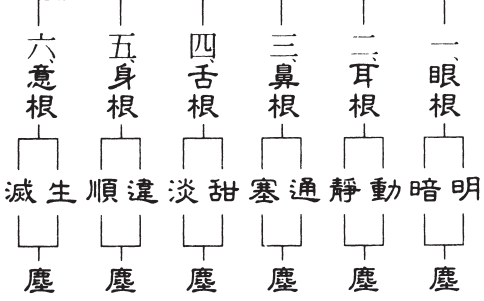 一、眼根
明暗
塵
二、耳根
動靜
塵
三、鼻根
通塞
塵
四、舌根
甜淡
塵
五、身根
違順
塵
六、意根
生滅
塵